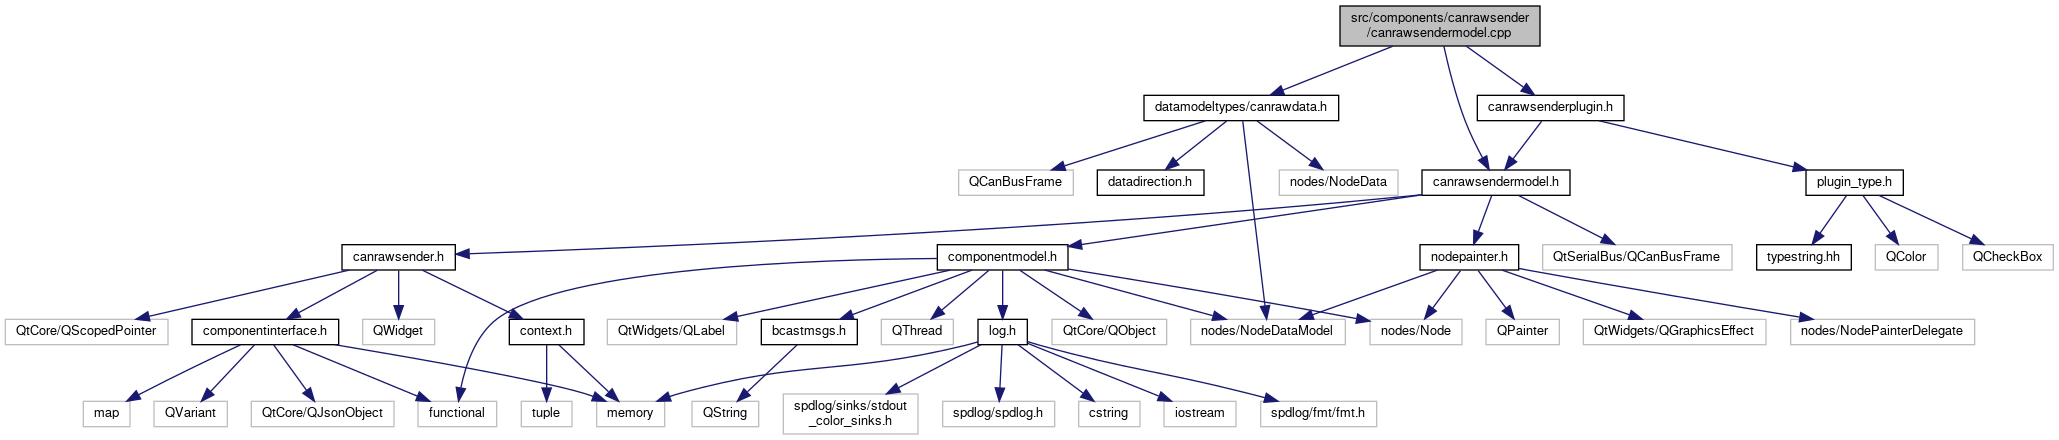 src/components/canrawsender
/canrawsendermodel.cpp
datamodeltypes/canrawdata.h
canrawsenderplugin.h
QCanBusFrame
datadirection.h
nodes/NodeData
canrawsendermodel.h
plugin_type.h
canrawsender.h
componentmodel.h
nodepainter.h
QtSerialBus/QCanBusFrame
typestring.hh
QColor
QCheckBox
QtCore/QScopedPointer
componentinterface.h
QWidget
context.h
QtWidgets/QLabel
bcastmsgs.h
QThread
log.h
QtCore/QObject
nodes/NodeDataModel
nodes/Node
QPainter
QtWidgets/QGraphicsEffect
nodes/NodePainterDelegate
map
QVariant
QtCore/QJsonObject
functional
tuple
memory
QString
spdlog/sinks/stdout
_color_sinks.h
spdlog/spdlog.h
cstring
iostream
spdlog/fmt/fmt.h